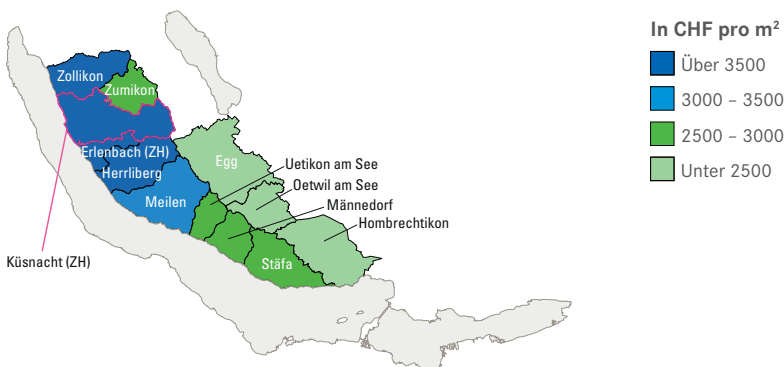 In CHF pro m²
Über 3500
3000 – 3500
2500 – 3000
Unter 2500
Zollikon
Zumikon
Erlenbach (ZH)
Herrliberg
Egg
Uetikon am See
Oetwil am See
Männedorf
Hombrechtikon
Meilen
Küsnacht (ZH)
Stäfa